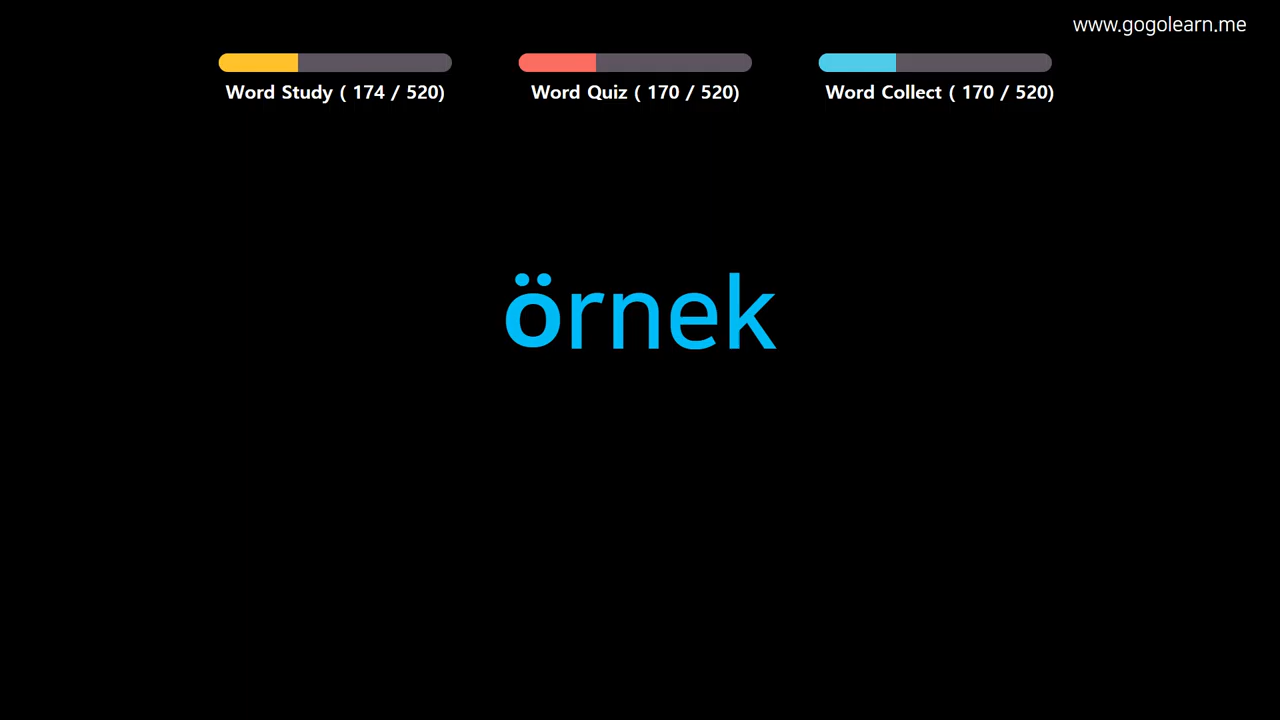 www.gogolearn.me
Word Study ( 174 / 520)
Word Quiz ( 170 / 520)
Word Collect ( 170 / 520)
örnek